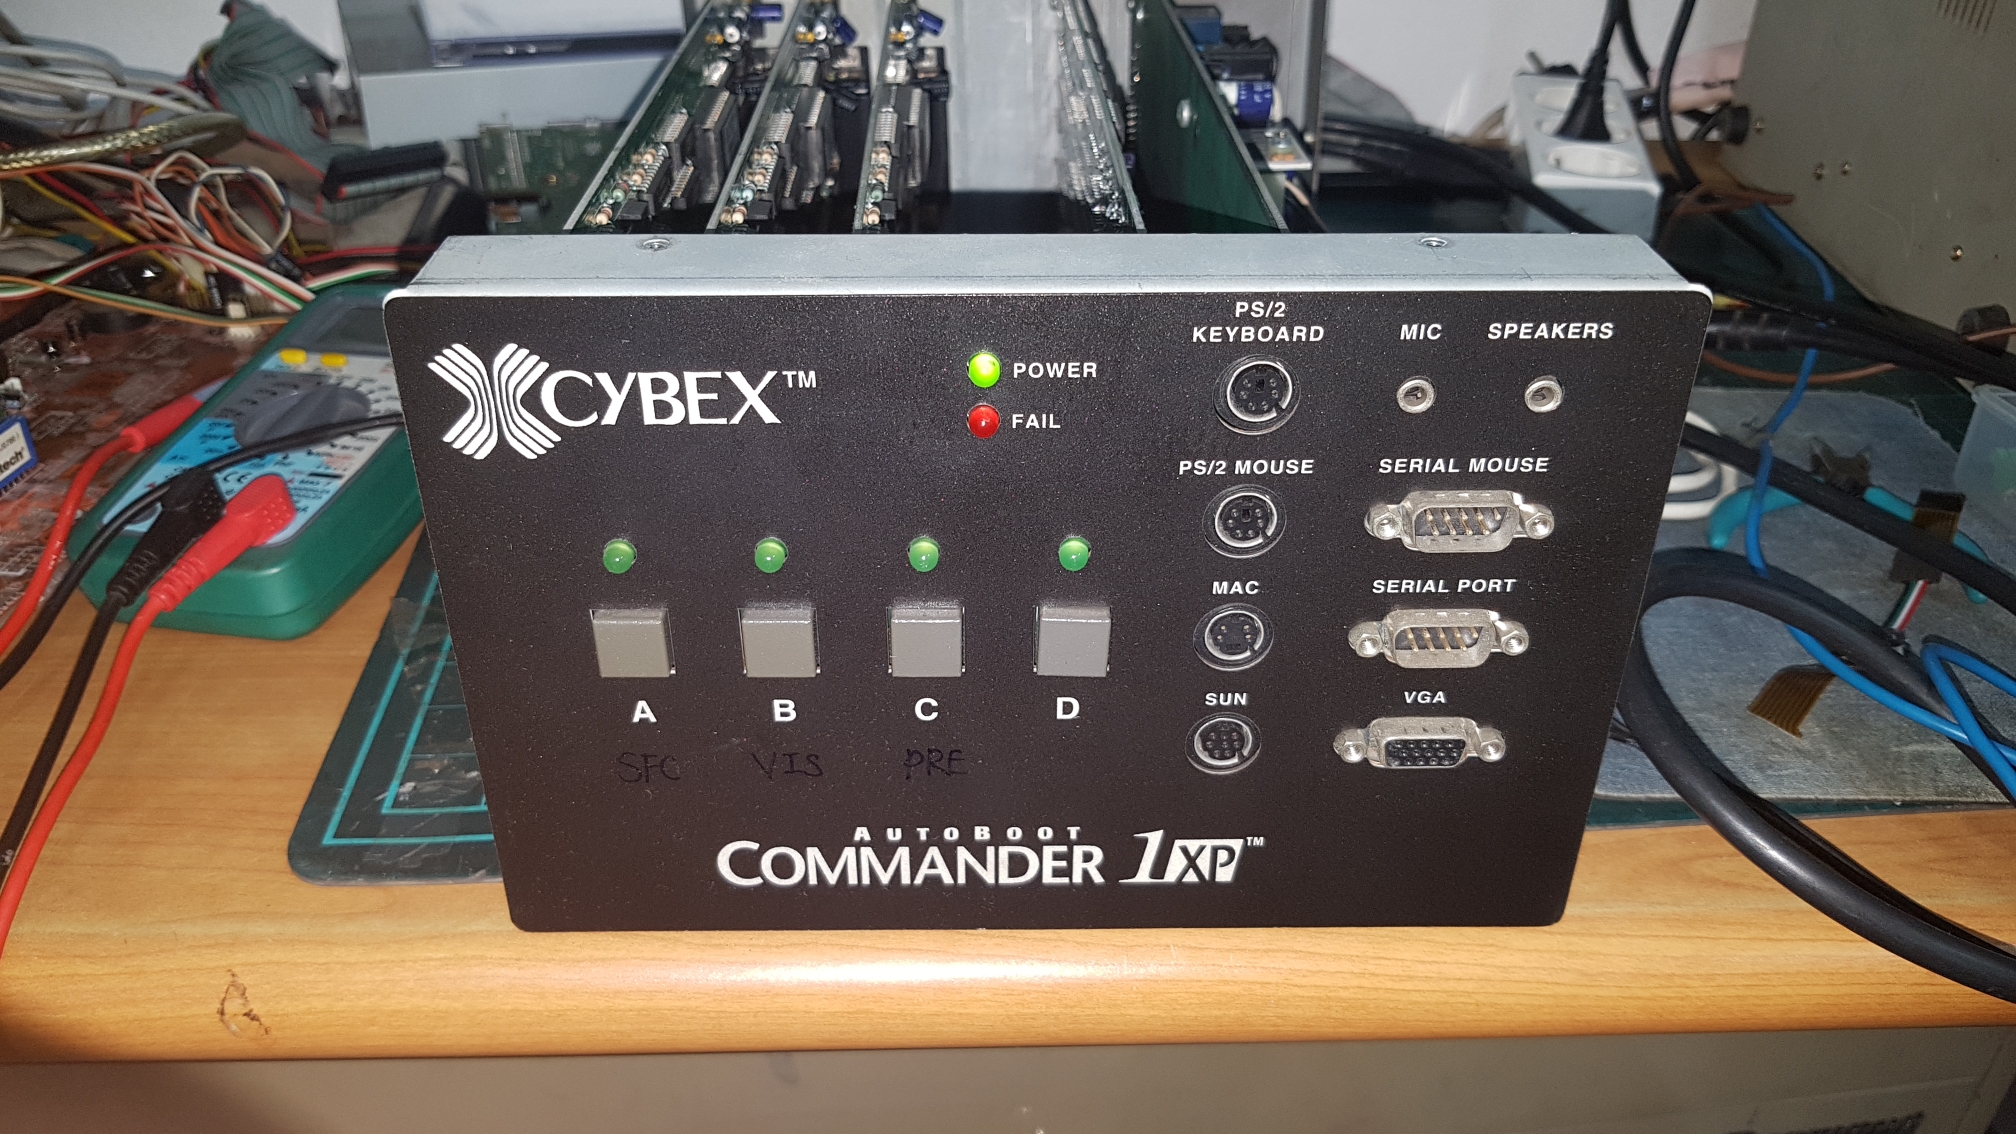 CYBEX™
POWER
FAIL
PS/2
KEYBOARD
MIC
SPEAKERS
PS/2 MOUSE
SERIAL MOUSE
MAC
SERIAL PORT
SUN
VGA
A
B
C
D
SFC
VIS
PRE
AUTOBOOT
COMMANDER 1XP™